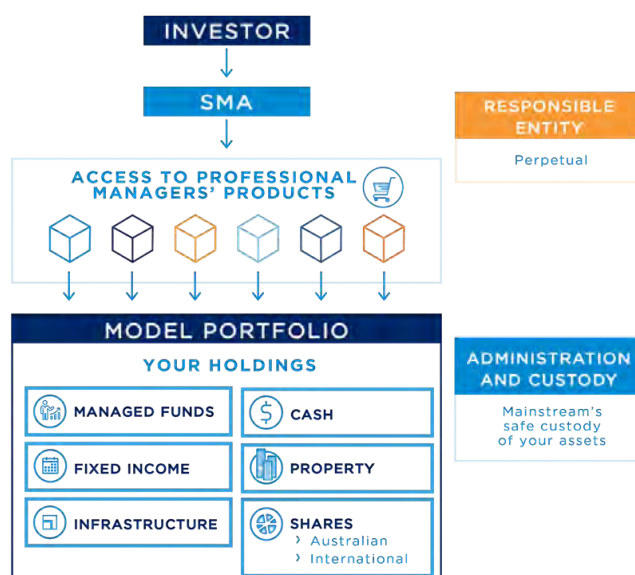 INVESTOR
SMA
ACCESS TO PROFESSIONAL
MANAGERS' PRODUCTS
RESPONSIBLE
ENTITY
Perpetual
MODEL PORTFOLIO
YOUR HOLDINGS
MANAGED FUNDS
$
CASH
FIXED INCOME
PROPERTY
INFRASTRUCTURE
SHARES
› Australian
› International
ADMINISTRATION
AND CUSTODY
Mainstream's
safe custody
of your assets